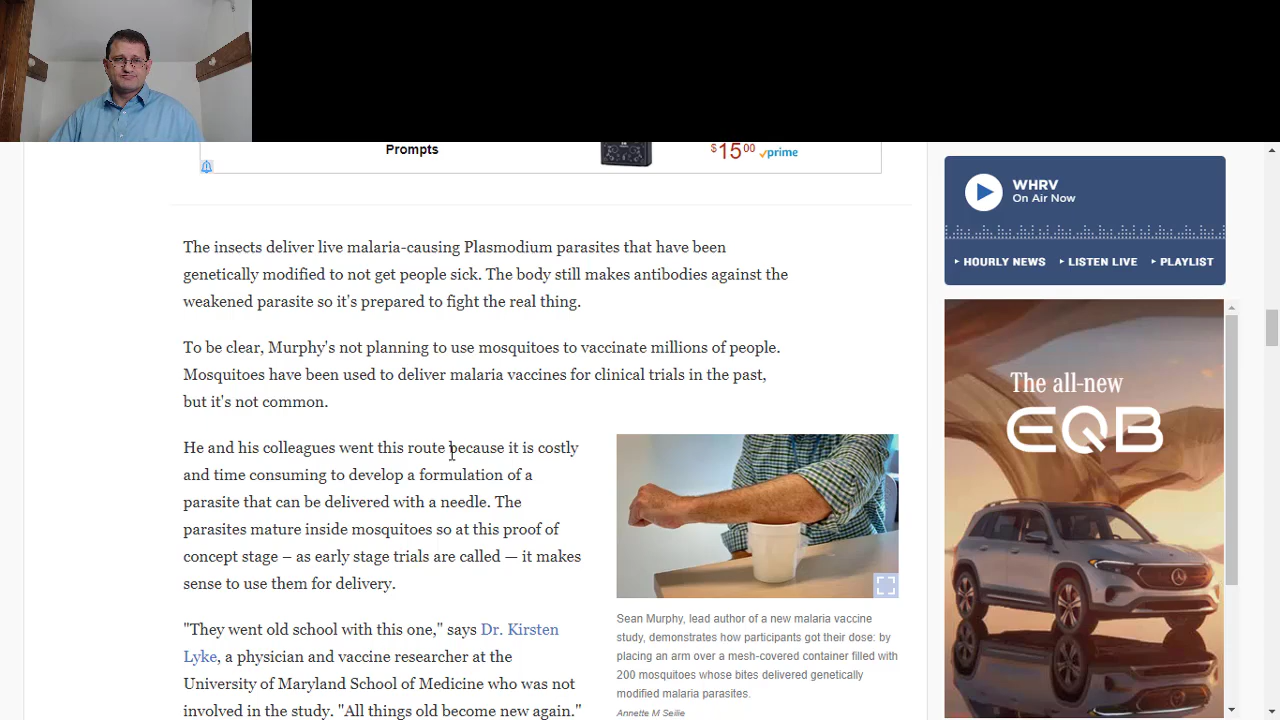 Prompts
$15 00 prime
WHRV
On Air Now
HOURLY NEWS LISTEN LIVE PLAYLIST
The insects deliver live malaria-causing Plasmodium parasites that have been
genetically modified to not get people sick. The body still makes antibodies against the
weakened parasite so it's prepared to fight the real thing.
To be clear, Murphy's not planning to use mosquitoes to vaccinate millions of people.
Mosquitoes have been used to deliver malaria vaccines for clinical trials in the past,
but it's not common.
He and his colleagues went this route because it is costly
and time consuming to develop a formulation of a
parasite that can be delivered with a needle. The
parasites mature inside mosquitoes so at this proof of
concept stage – as early stage trials are called — it makes
sense to use them for delivery.
"They went old school with this one," says Dr. Kirsten
Lyke, a physician and vaccine researcher at the
University of Maryland School of Medicine who was not
involved in the study. "All things old become new again."
Sean Murphy, lead author of a new malaria vaccine
study, demonstrates how participants got their dose: by
placing an arm over a mesh-covered container filled with
200 mosquitoes whose bites delivered genetically
modified malaria parasites.
Annette M Seilie
The all-new
EQB